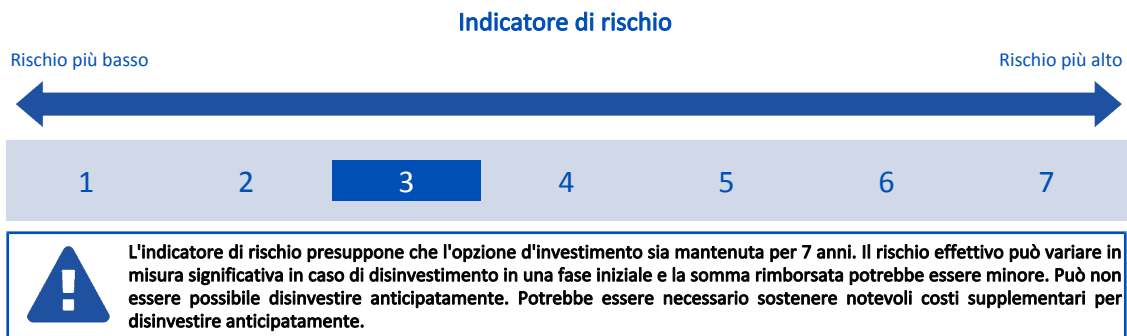 Indicatore di rischio
Rischio più basso
Rischio più alto
1 2 3 4 5 6 7
L'indicatore di rischio presuppone che l'opzione d'investimento sia mantenuta per 7 anni. Il rischio effettivo può variare in
misura significativa in caso di disinvestimento in una fase iniziale e la somma rimborsata potrebbe essere minore. Può non
essere possibile disinvestire anticipatamente. Potrebbe essere necessario sostenere notevoli costi supplementari per
disinvestire anticipatamente.